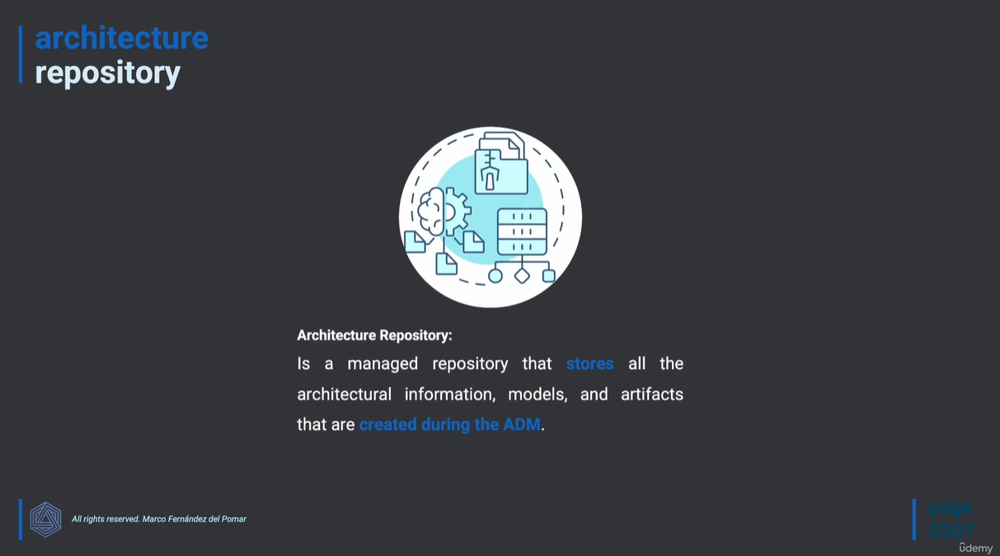 architecture
repository
Architecture Repository:
Is a managed repository that stores all the
architectural information, models, and artifacts
that are created during the ADM.
All rights reserved. Marco Fernández del Pomar
page
0207
ûdemy